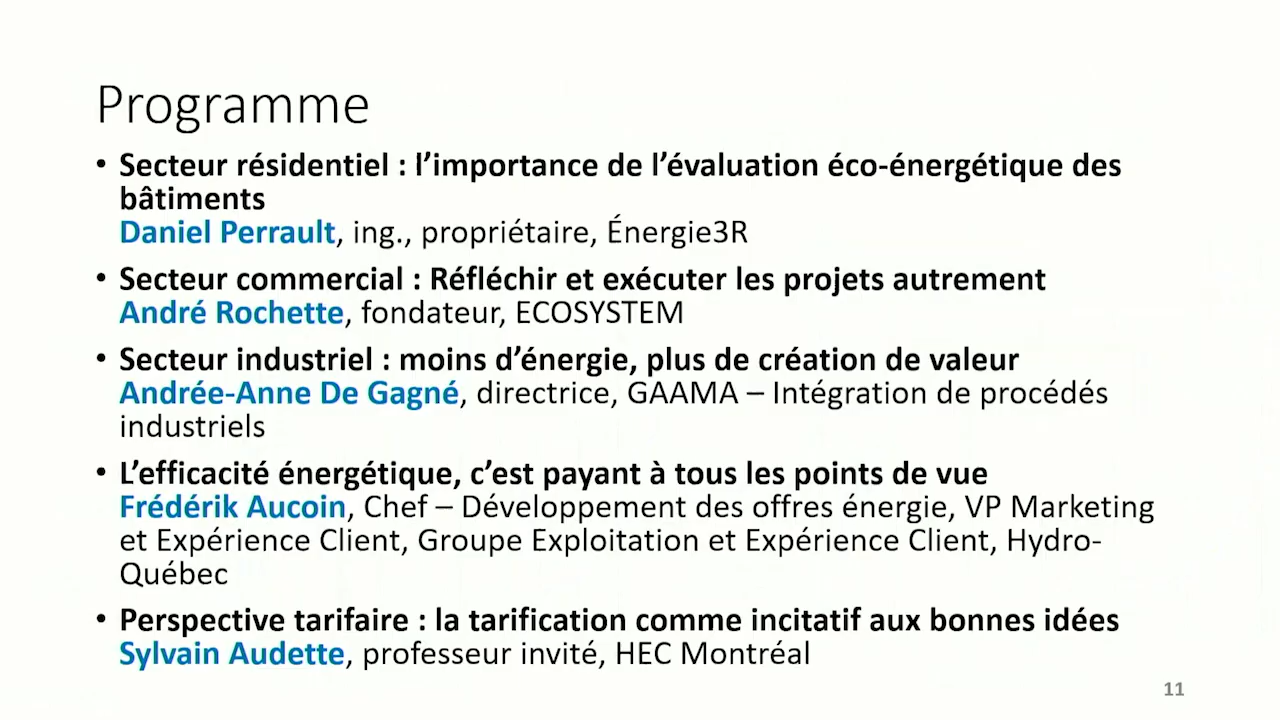 Programme
• Secteur résidentiel : l’importance de l’évaluation éco-énergétique des
bâtiments
Daniel Perrault, ing., propriétaire, Énergie3R
• Secteur commercial : Réfléchir et exécuter les projets autrement
André Rochette, fondateur, ECOSYSTEM
• Secteur industriel : moins d’énergie, plus de création de valeur
Andrée-Anne De Gagné, directrice, GAAMA – Intégration de procédés
industriels
• L’efficacité énergétique, c’est payant à tous les points de vue
Frédérik Aucoin, Chef – Développement des offres énergie, VP Marketing
et Expérience Client, Groupe Exploitation et Expérience Client, Hydro-
Québec
• Perspective tarifaire : la tarification comme incitatif aux bonnes idées
Sylvain Audette, professeur invité, HEC Montréal
11